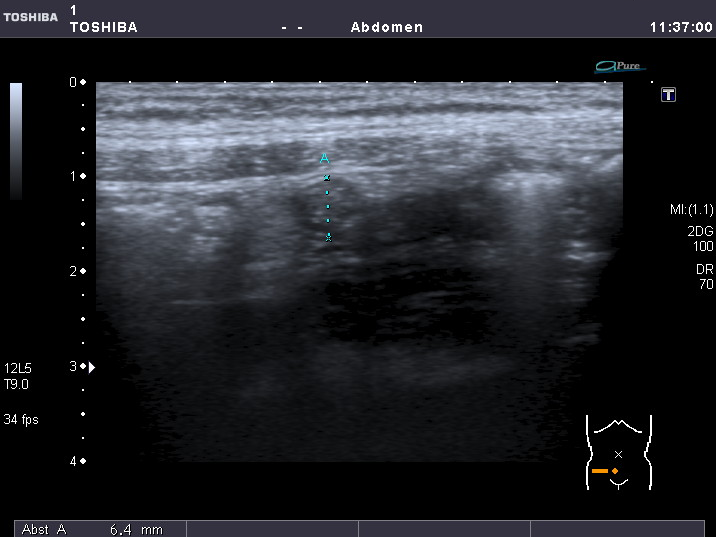 TOSHIBA
1
TOSHIBA - - Abdomen 11:37:00
aPure
T
0
A
1
MI:(1.1)
2DG
100
DR
70
2
3
12L5
T9.0
34 fps
4
Abst A 6.4 mm